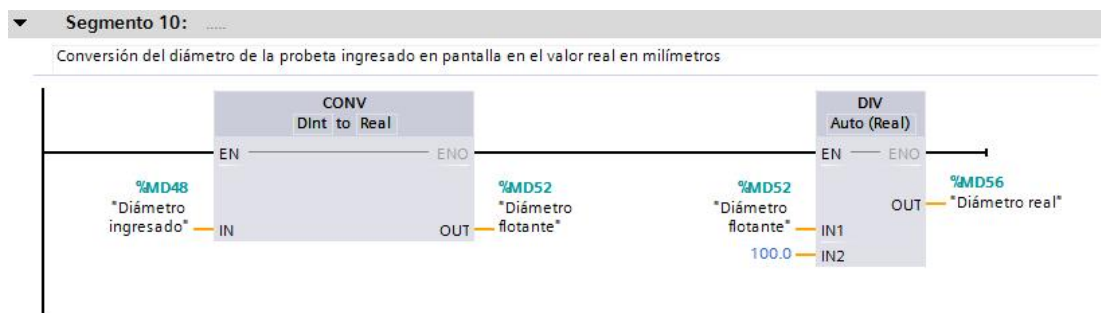 Segmento 10: .....
Conversión del diámetro de la probeta ingresado en pantalla en el valor real en milímetros
CONV
DInt to Real
EN ENO
%MD48
"Diámetro
ingresado"
IN
%MD52
"Diámetro
flotante"
OUT
DIV
Auto (Real)
EN ENO
%MD52
"Diámetro
flotante"
IN1
100.0
IN2
%MD56
"Diámetro real"
OUT